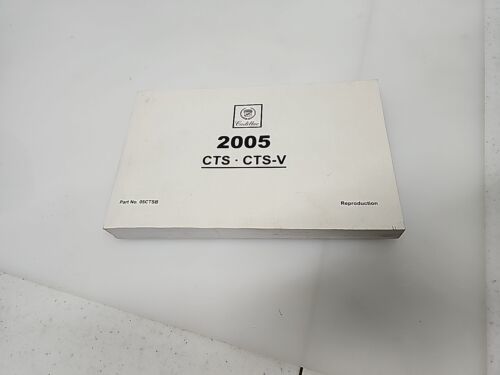 Cadillac
2005
CTS · CTS-V
Part No. 05CTSB
Reproduction